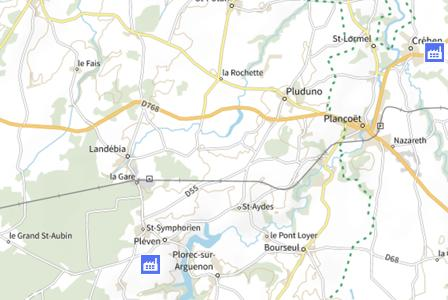 St-Lormel
Créhen
le Fais
la Rochette
Pluduno
D768
Plancoët
Nazareth
Landébia
la Gare
D55
St-Aydes
St-Symphorien
le Grand St-Aubin
Pléven
le Pont Loyer
Bourseul
Plorec-sur-
Arguenon
D68